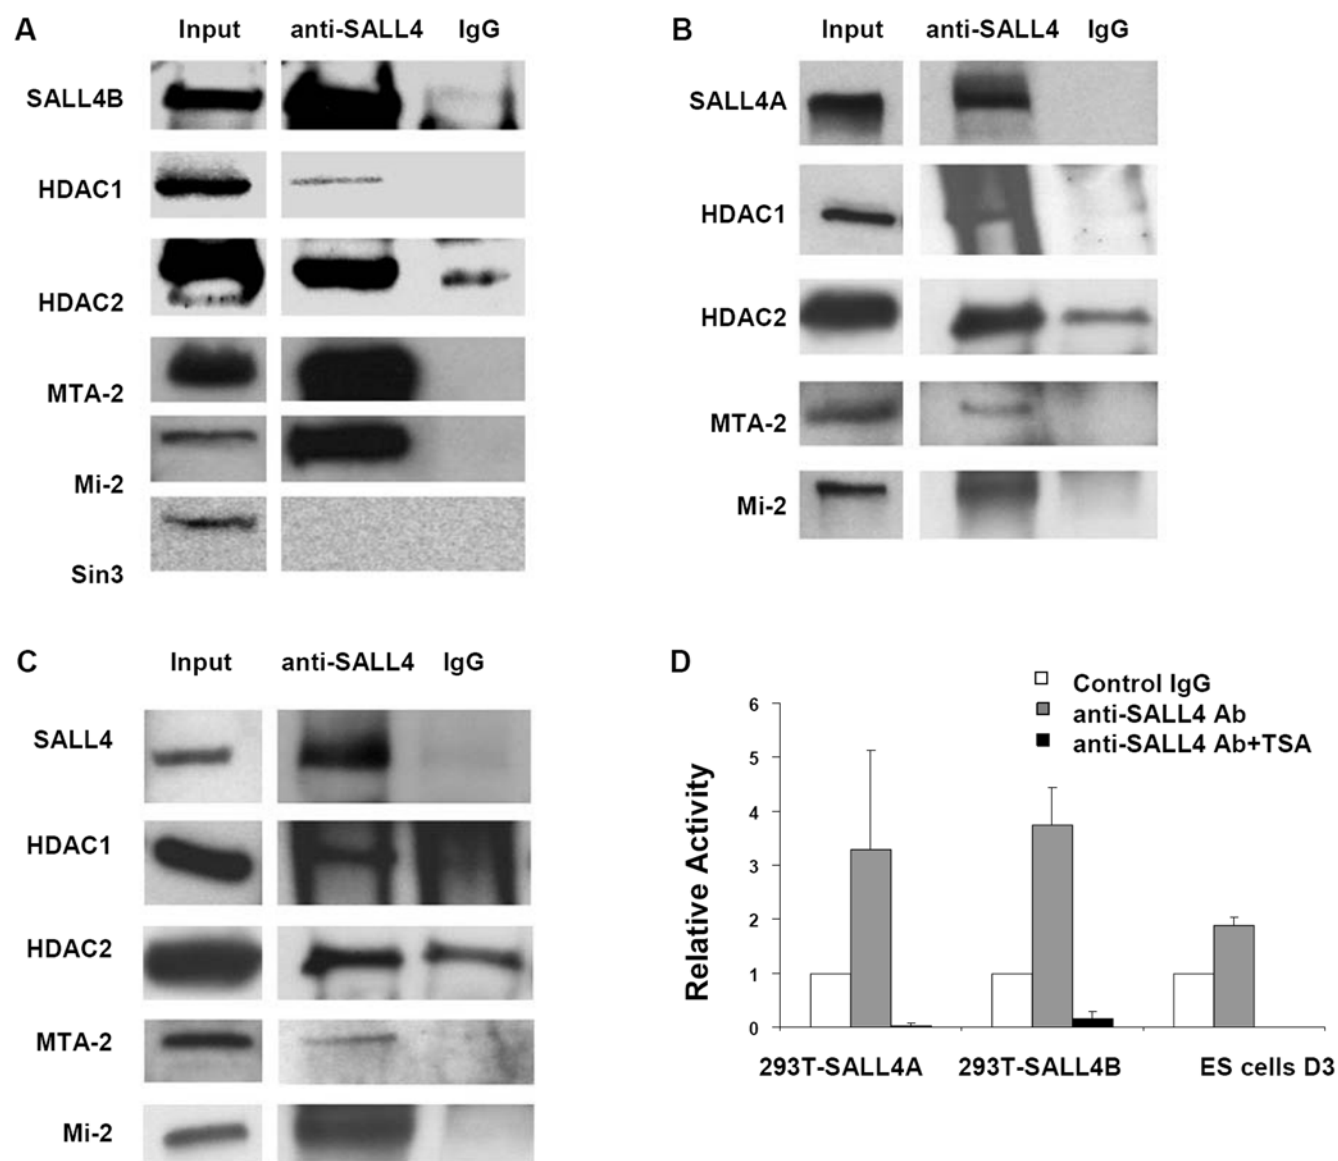 A
Input anti-SALL4 IgG
SALL4B
HDAC1
HDAC2
MTA-2
Mi-2
Sin3
B
Input anti-SALL4 IgG
SALL4A
HDAC1
HDAC2
MTA-2
Mi-2
C
Input anti-SALL4 IgG
SALL4
HDAC1
HDAC2
MTA-2
Mi-2
D
Control IgG
anti-SALL4 Ab
anti-SALL4 Ab+TSA
Relative Activity
6
5
4
3
2
1
0
293T-SALL4A 293T-SALL4B ES cells D3